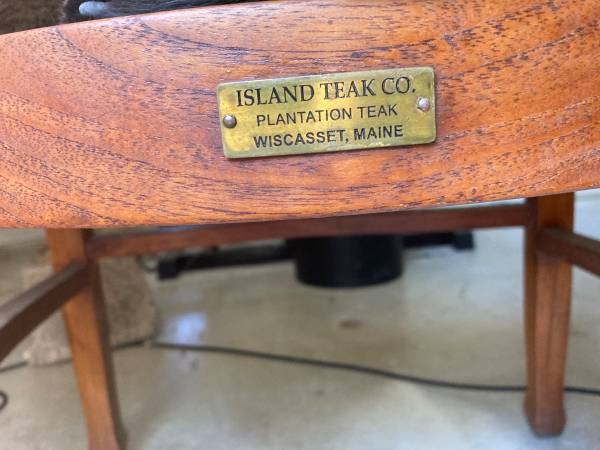 ISLAND TEAK CO.
PLANTATION TEAK
WISCASSET, MAINE